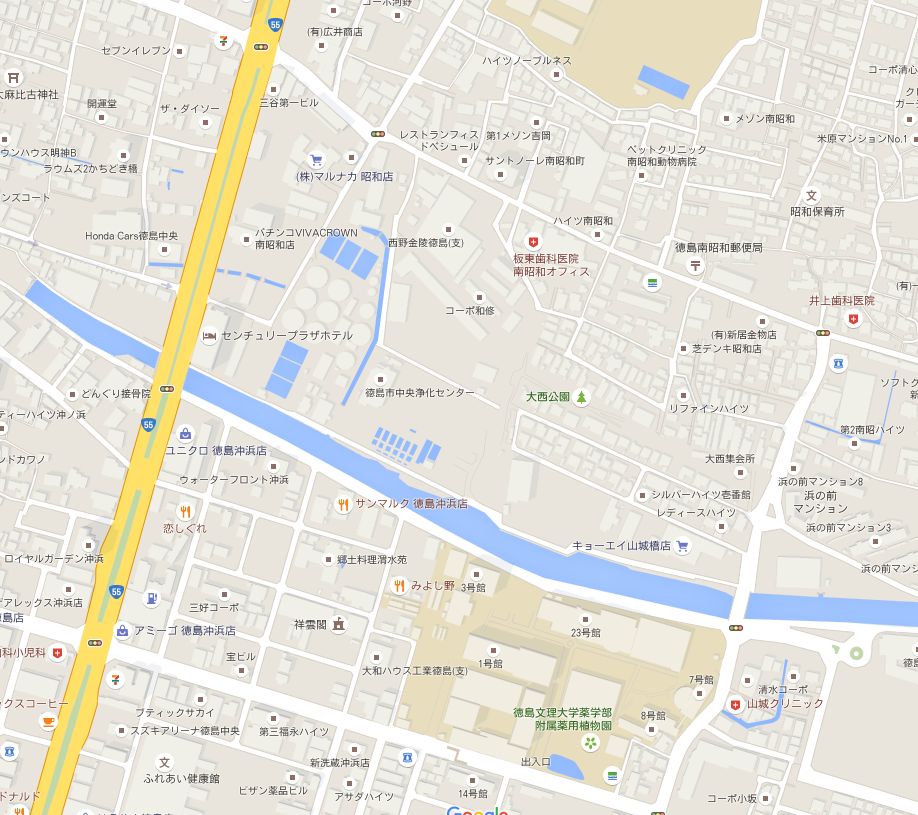 コーポ河野
55
セブンイレブン
(有)広井商店
ハイツノーブルネス
コーポ清心
大麻比古神社
開運堂
ザ・ダイソー
三谷第一ビル
レストランフィス
ドペシュール
第1メゾン吉岡
メゾン南昭和
米原マンションNo.1
ウンハウス明神B
ラウムズ2かちどき橋
(株)マルナカ 昭和店
サントノーレ南昭和町
ペットクリニック
南昭和動物病院
ンズコート
昭和保育所
Honda Cars徳島中央
パチンコVIVACROWN
南昭和店
西野金陵徳島(支)
ハイツ南昭和
徳島南昭和郵便局
板東歯科医院
南昭和オフィス
コーポ和修
井上歯科医院
センチュリープラザホテル
(有)新居金物店
芝デンキ昭和店
どんぐり接骨院
徳島市中央浄化センター
大西公園
リファインハイツ
ソフトク
ティーハイツ沖ノ浜
55
第2南昭ハイツ
ユニクロ 徳島沖浜店
ンドカワノ
ウォーターフロント沖浜
大西集会所
浜の前マンション8
シルバーハイツ壱番館
浜の前
マンション
サンマルク 徳島沖浜店
レディースハイツ
恋しぐれ
浜の前マンション3
ロイヤルガーデン沖浜
郷土料理渭水苑
キョーエイ山城橋店
浜の前マンシ
みよし野
3号館
55
アレックス沖浜店
三好コーポ
徳島店
アミーゴ 徳島沖浜店
祥雲閣
23号館
科小児科
宝ビル
大和ハウス工業徳島(支)
1号館
7号館
清水コーポ
山城クリニック
ックスコーヒー
ブティックサカイ
徳島文理大学薬学部
附属薬用植物園
8号館
スズキアリーナ徳島中央
第三福永ハイツ
ふれあい健康館
新洗蔵沖浜店
出入口
ビザン薬品ビル
アサダハイツ
14号館
コーポ小坂
ドナルド
Google